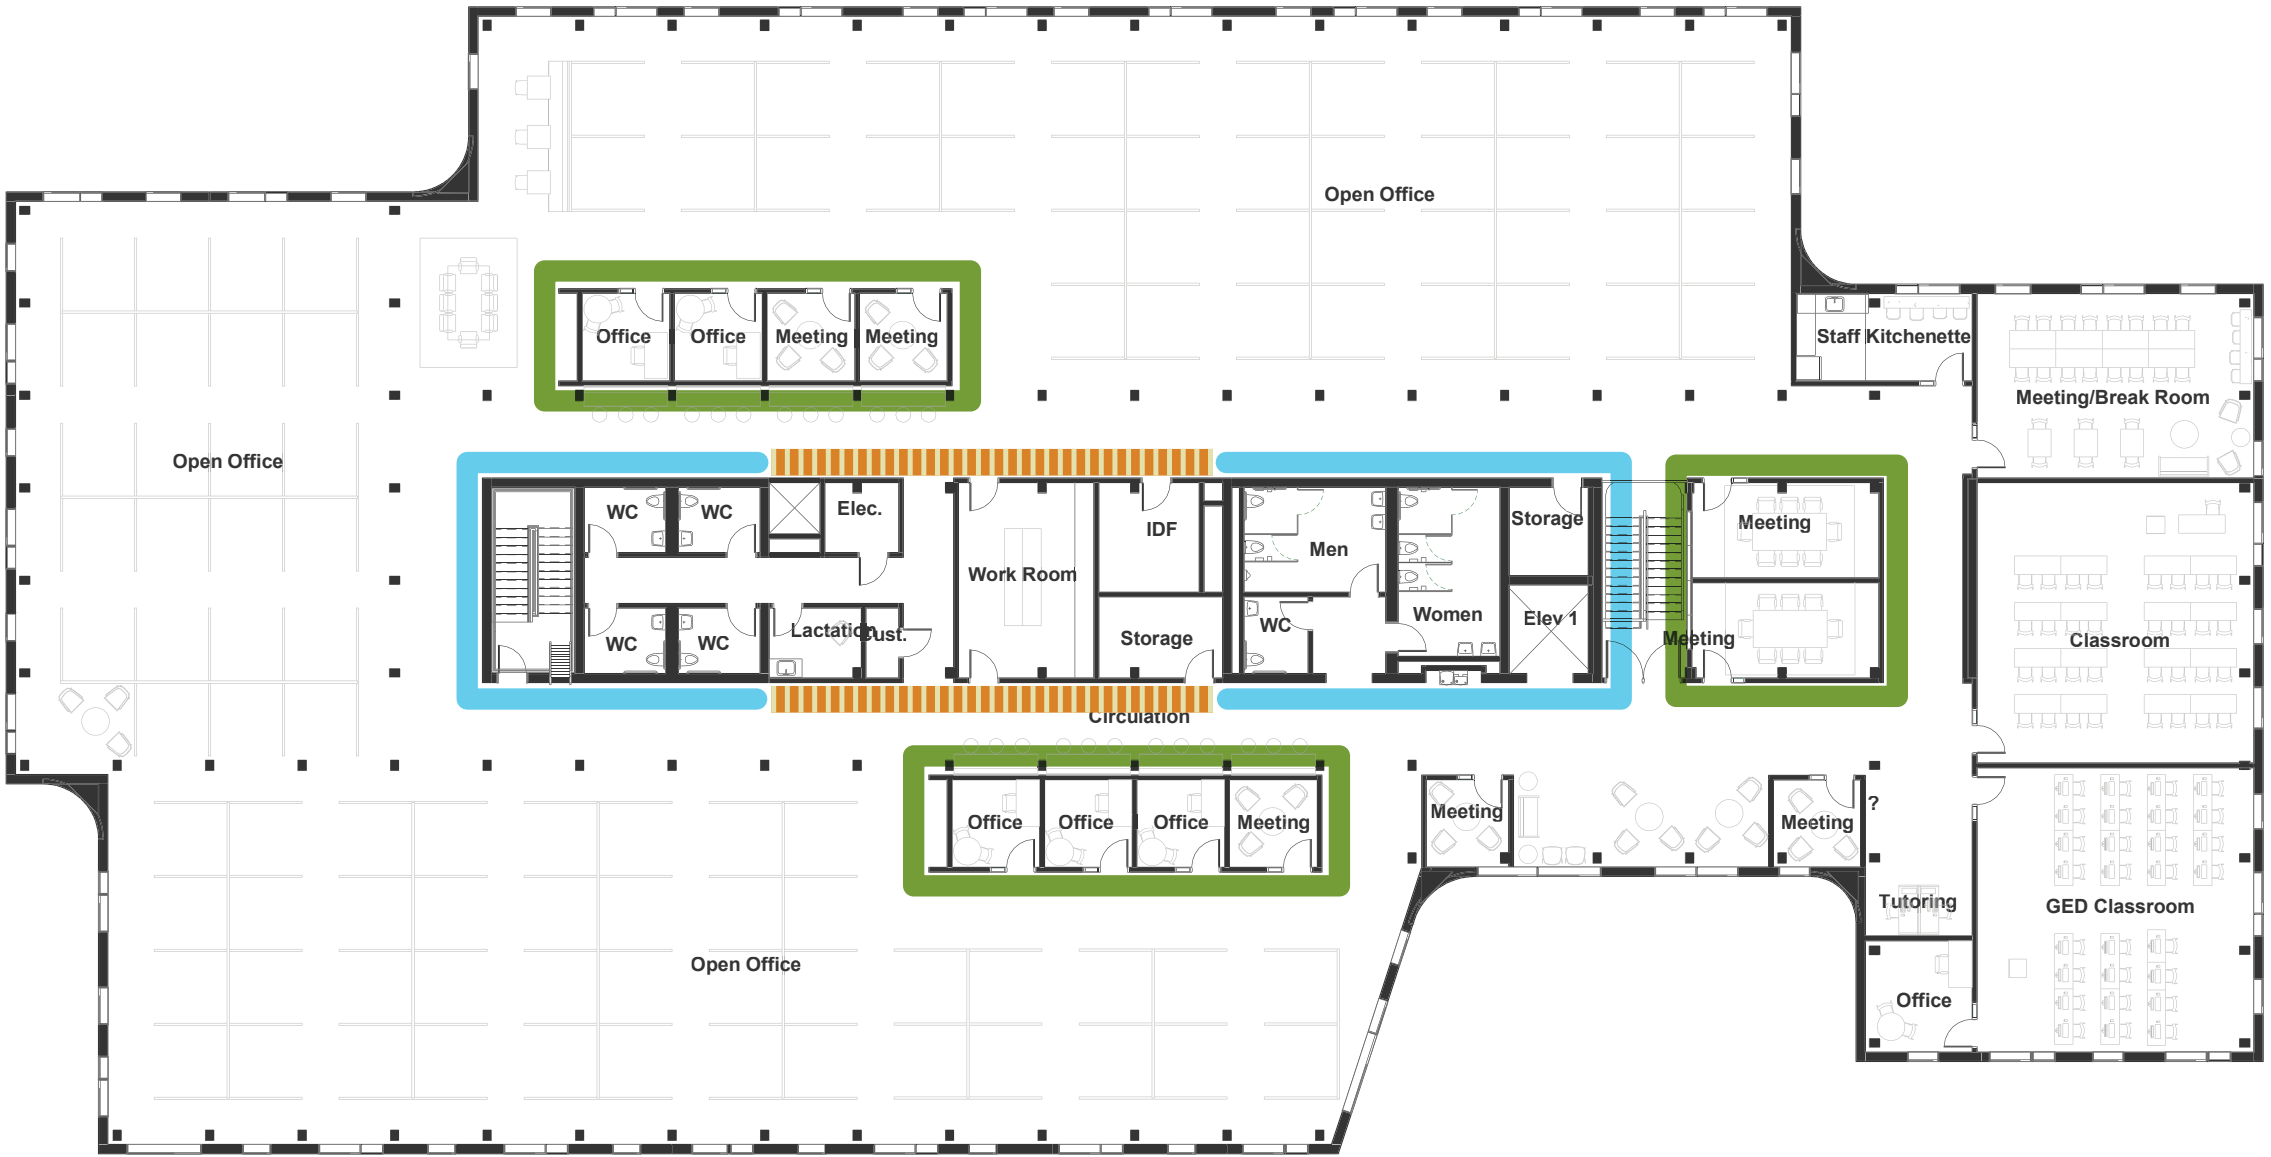 Open Office
Office
Office
Meeting
Meeting
Staff Kitchenette
Meeting/Break Room
Open Office
WC
WC
Elec.
IDF
Storage
Meeting
Men
Work Room
Women
Elev 1
WC
WC
WC
Lactation
Cust.
Storage
Meeting
Classroom
Circulation
Meeting
?
Office
Office
Office
Meeting
Meeting
Tutoring
GED Classroom
Open Office
Office